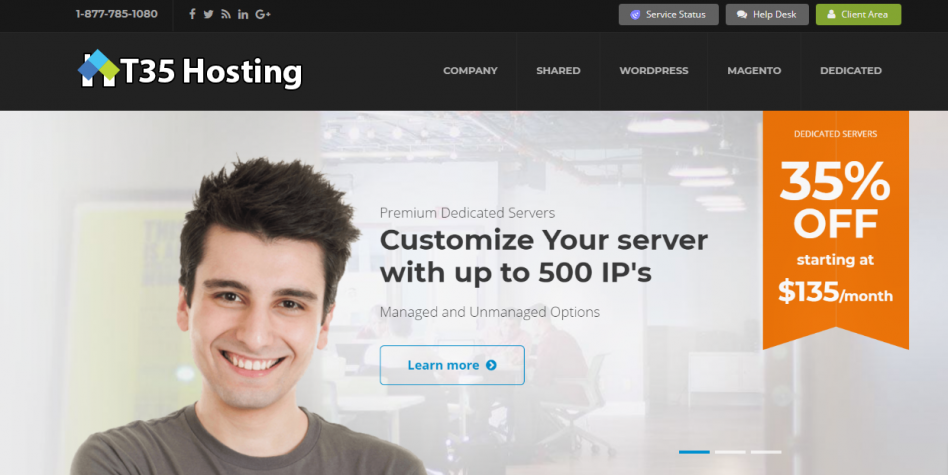 1-877-785-1080
Service Status
Help Desk
Client Area
T35 Hosting
COMPANY
SHARED
WORDPRESS
MAGENTO
DEDICATED
DEDICATED SERVERS
35%
OFF
starting at
$135/month
Premium Dedicated Servers
Customize Your server
with up to 500 IP's
Managed and Unmanaged Options
Learn more